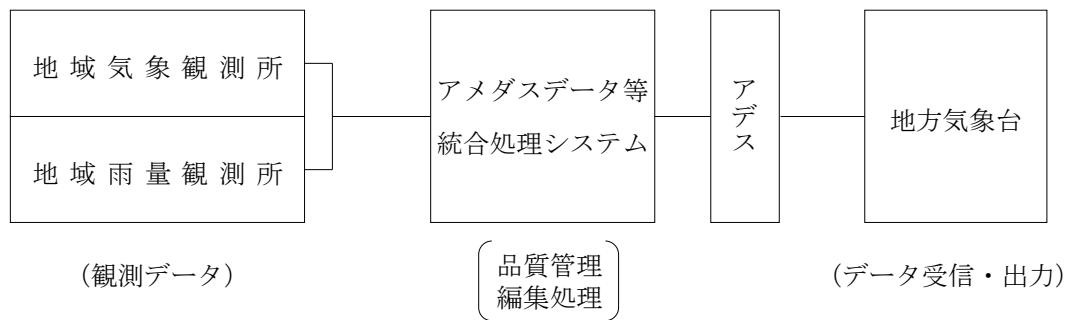 地域気象観測所
地域雨量観測所
アメダスデータ等
統合処理システム
アデス
地方気象台
(観測データ)
品質管理
編集処理
(データ受信・出力)